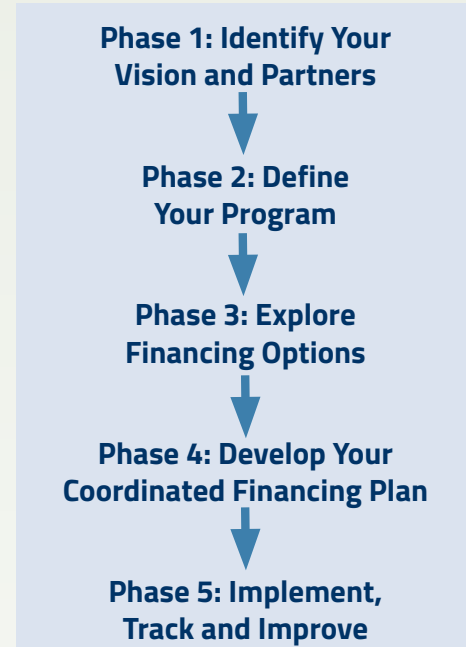 Phase 1: Identify Your
Vision and Partners
Phase 2: Define
Your Program
Phase 3: Explore
Financing Options
Phase 4: Develop Your
Coordinated Financing Plan
Phase 5: Implement,
Track and Improve